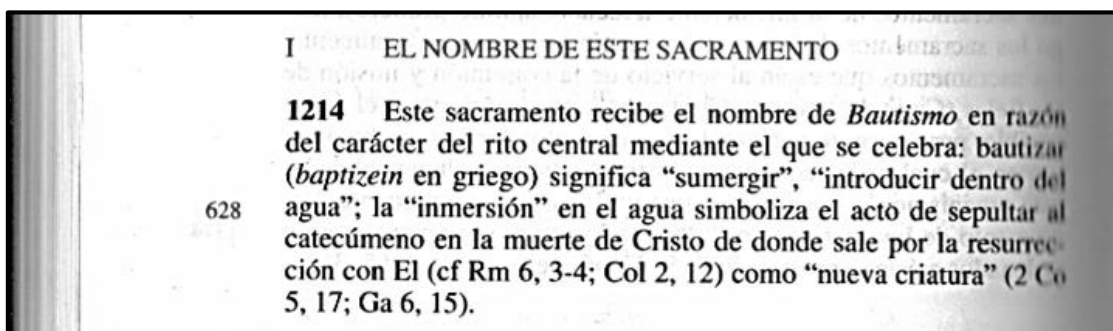 I EL NOMBRE DE ESTE SACRAMENTO
1214 Este sacramento recibe el nombre de Bautismo en razón
del carácter del rito central mediante el que se celebra: bautizar
(baptizein en griego) significa “sumergir”, “introducir dentro del
628 agua”; la “inmersión” en el agua simboliza el acto de sepultar al
catecúmeno en la muerte de Cristo de donde sale por la resurrec-
ción con El (cf Rm 6, 3-4; Col 2, 12) como “nueva criatura” (2 Co
5, 17; Ga 6, 15).